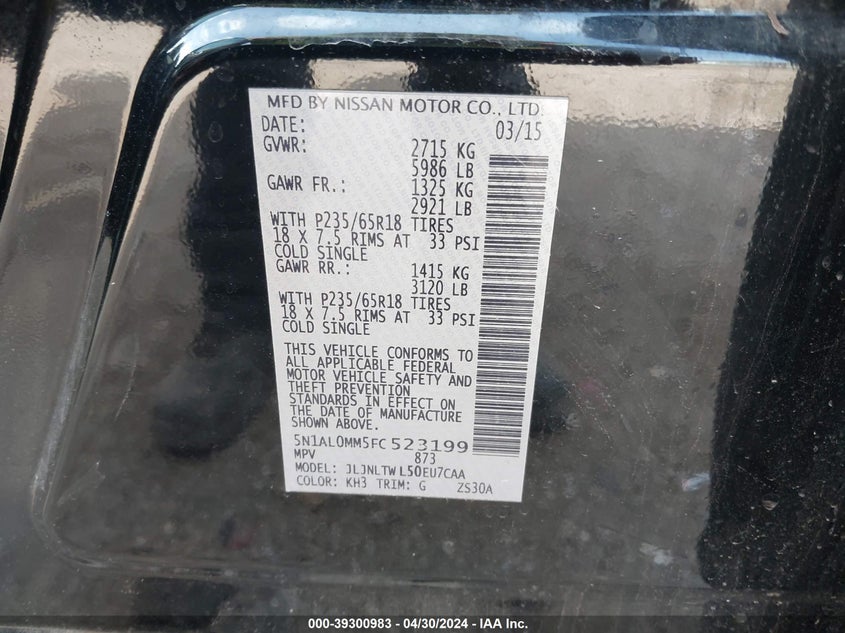 MFD BY NISSAN MOTOR CO., LTD.
DATE: 03/15
GVWR: 2715 KG
5986 LB
GAWR FR.: 1325 KG
2921 LB
WITH P235/65R18 TIRES
18 X 7.5 RIMS AT 33 PSI
COLD SINGLE
GAWR RR.: 1415 KG
3120 LB
WITH P235/65R18 TIRES
18 X 7.5 RIMS AT 33 PSI
COLD SINGLE
THIS VEHICLE CONFORMS TO
ALL APPLICABLE FEDERAL
MOTOR VEHICLE SAFETY AND
THEFT PREVENTION
STANDARDS IN EFFECT ON
THE DATE OF MANUFACTURE
SHOWN ABOVE.
5N1AL0MM5FC523199
MPV 873
MODEL: JLJNLTW L50EU7CAA
COLOR: KH3 TRIM: G ZS30A
000-39300983 - 04/30/2024 - IAA Inc.